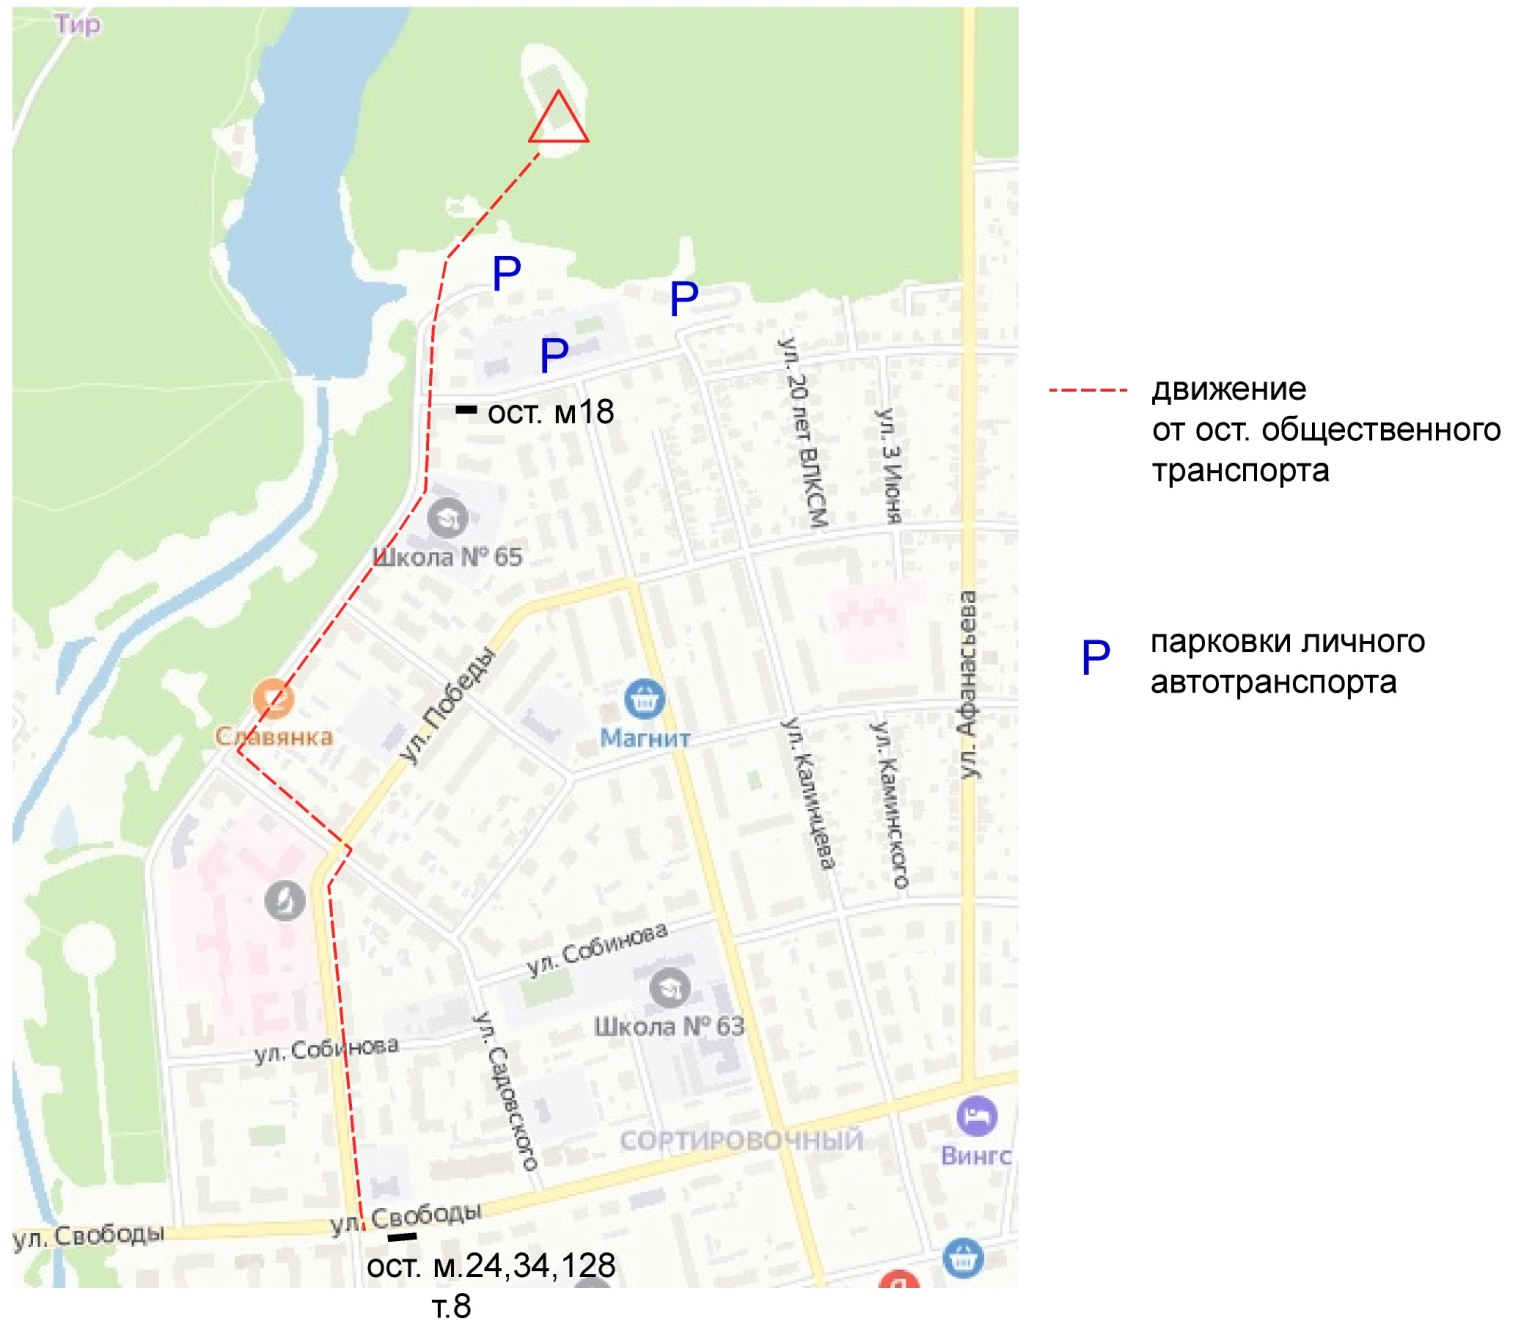 Тир
P
P
P
ул. 20 лет ВЛКСМ
ул. 3 Июня
движение
от ост. общественного
транспорта
ост. м18
Школа № 65
ул. Афанасьева
P
парковки личного
автотранспорта
ул. Победы
Славянка
Магнит
ул. Калинцева
ул. Каминского
ул. Собинова
Школа № 63
ул. Собинова
ул. Садовского
СОРТИРОВОЧНЫЙ
Вингс
ул. Свободы
ул. Свободы
ост. м.24,34,128
т.8